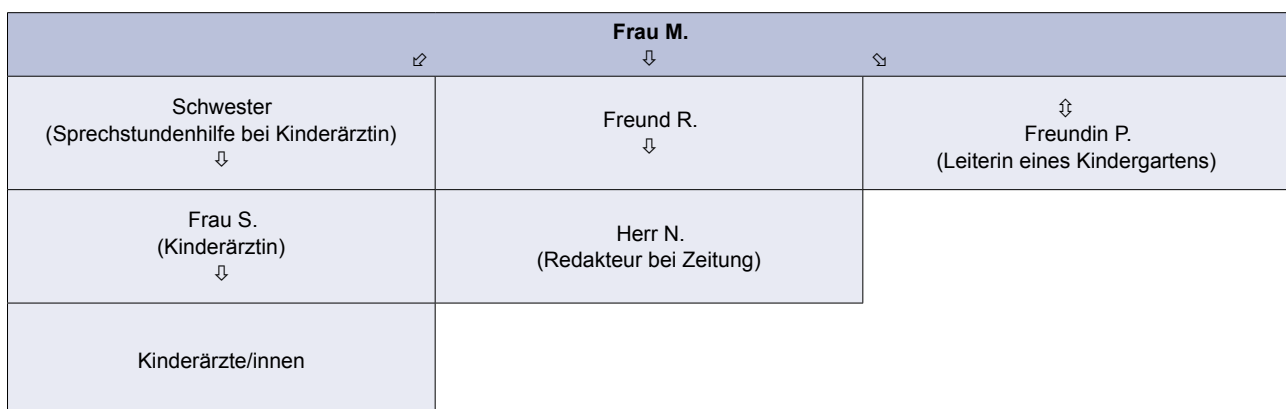 Frau M.
⬃ ⇩ ⬂
Schwester
(Sprechstundenhilfe bei Kinderärztin)
⇩
Freund R.
⇩
⇳
Freundin P.
(Leiterin eines Kindergartens)
Frau S.
(Kinderärztin)
⇩
Herr N.
(Redakteur bei Zeitung)
Kinderärzte/innen